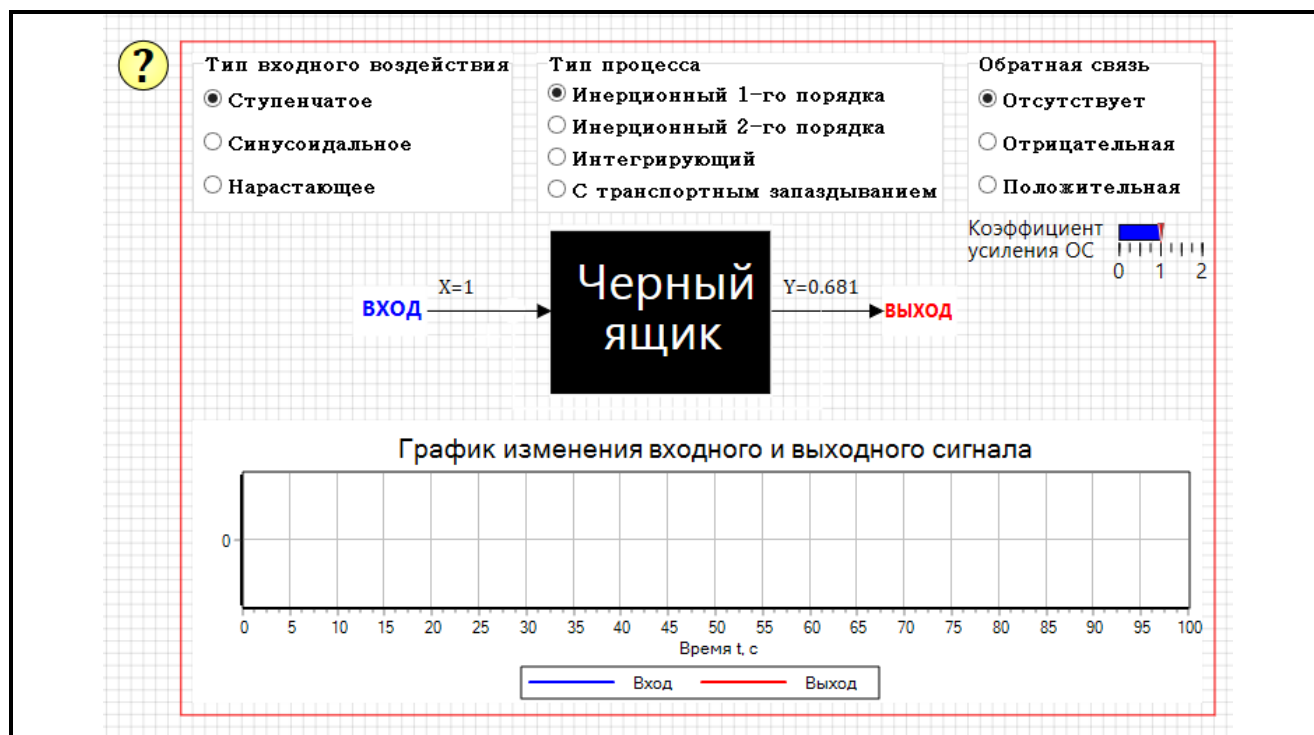 ?
Тип входного воздействия
Ступенчатое
Синусоидальное
Нарастающее
Тип процесса
Инерционный 1-го порядка
Инерционный 2-го порядка
Интегрирующий
С транспортным запаздыванием
Обратная связь
Отсутствует
Отрицательная
Положительная
Коэффициент
усиления ОС
0 1 2
ВХОД
X=1
Черный
ящик
Y=0.681
ВЫХОД
График изменения входного и выходного сигнала
0
0 5 10 15 20 25 30 35 40 45 50 55 60 65 70 75 80 85 90 95 100
Время t, с
Вход Выход